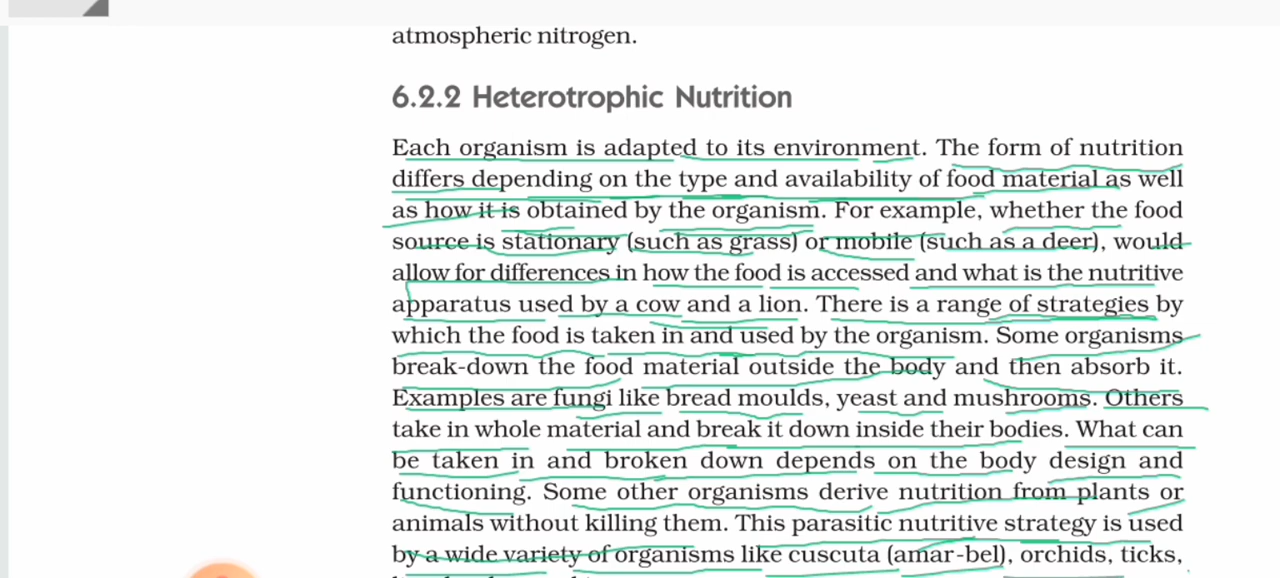 atmospheric nitrogen.
6.2.2 Heterotrophic Nutrition
Each organism is adapted to its environment. The form of nutrition
differs depending on the type and availability of food material as well
as how it is obtained by the organism. For example, whether the food
source is stationary (such as grass) or mobile (such as a deer), would
allow for differences in how the food is accessed and what is the nutritive
apparatus used by a cow and a lion. There is a range of strategies by
which the food is taken in and used by the organism. Some organisms
break-down the food material outside the body and then absorb it.
Examples are fungi like bread moulds, yeast and mushrooms. Others
take in whole material and break it down inside their bodies. What can
be taken in and broken down depends on the body design and
functioning. Some other organisms derive nutrition from plants or
animals without killing them. This parasitic nutritive strategy is used
by a wide variety of organisms like cuscuta (amar-bel), orchids, ticks,